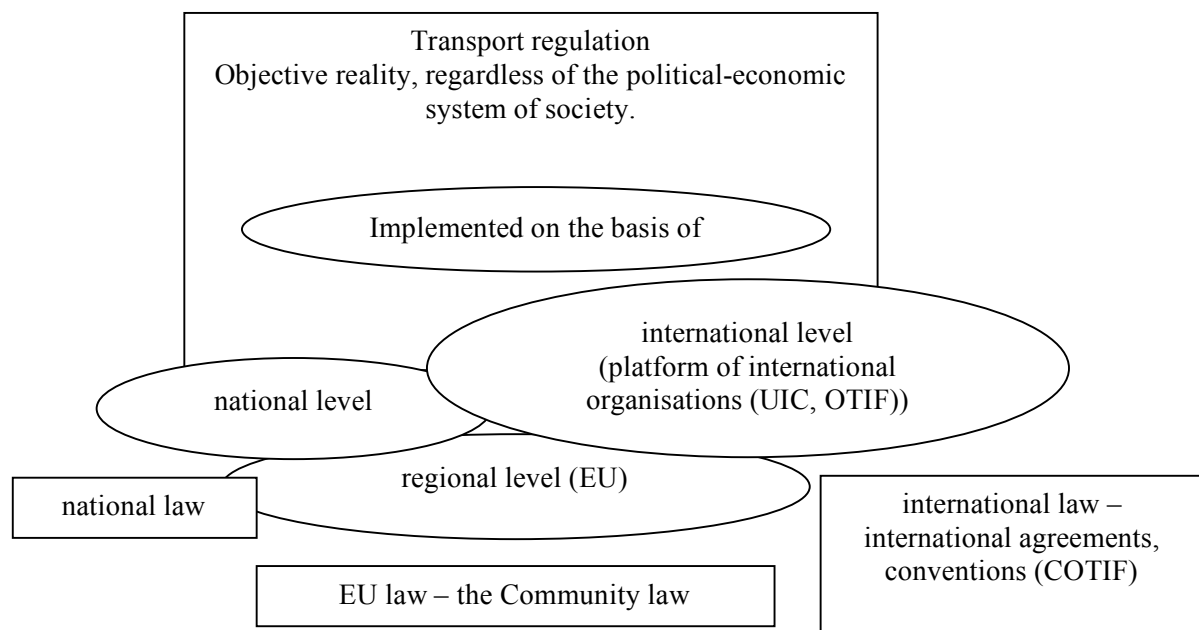 Transport regulation
Objective reality, regardless of the political-economic
system of society.
Implemented on the basis of
international level
(platform of international
organisations (UIC, OTIF))
national level
regional level (EU)
national law
international law –
international agreements,
conventions (COTIF)
EU law – the Community law